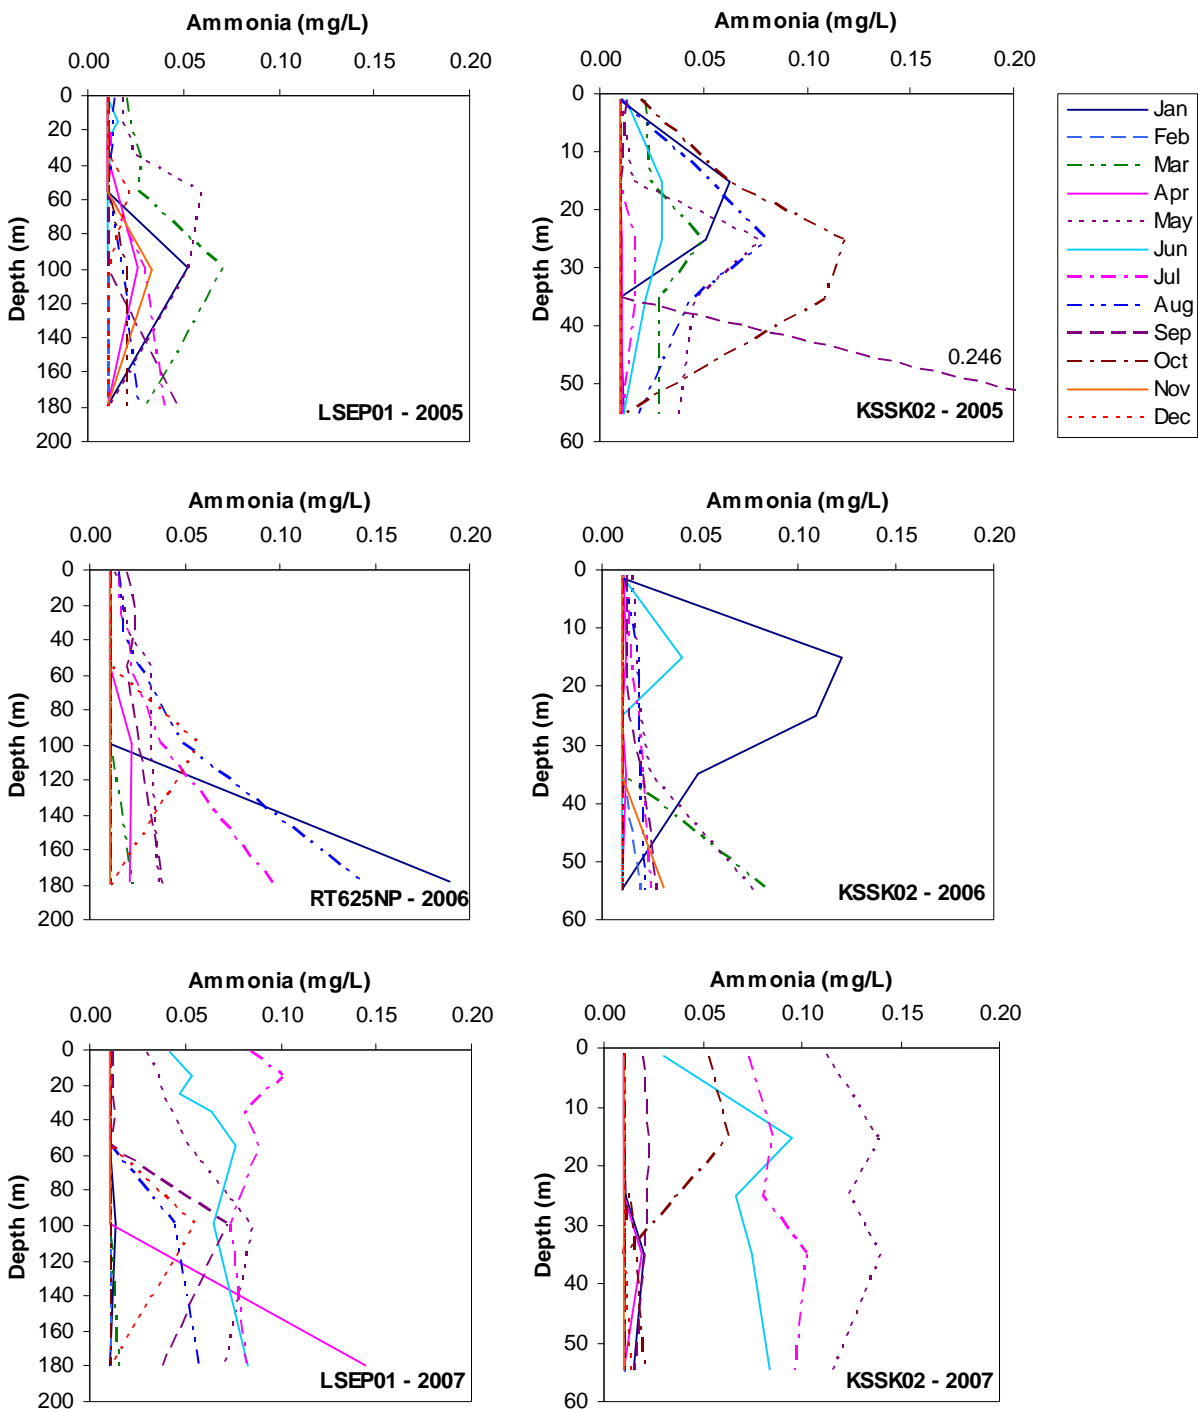 Ammonia (mg/L)
0.00 0.05 0.10 0.15 0.20
0
20
40
60
80
100
120
140
160
180
200
Depth (m)
LSEP01 - 2005
Ammonia (mg/L)
0.00 0.05 0.10 0.15 0.20
0
10
20
30
40
50
60
Depth (m)
0.246
KSSK02 - 2005
Jan
Feb
Mar
Apr
May
Jun
Jul
Aug
Sep
Oct
Nov
Dec
Ammonia (mg/L)
0.00 0.05 0.10 0.15 0.20
0
20
40
60
80
100
120
140
160
180
200
Depth (m)
RT625NP - 2006
Ammonia (mg/L)
0.00 0.05 0.10 0.15 0.20
0
10
20
30
40
50
60
Depth (m)
KSSK02 - 2006
Ammonia (mg/L)
0.00 0.05 0.10 0.15 0.20
0
20
40
60
80
100
120
140
160
180
200
Depth (m)
LSEP01 - 2007
Ammonia (mg/L)
0.00 0.05 0.10 0.15 0.20
0
10
20
30
40
50
60
Depth (m)
KSSK02 - 2007